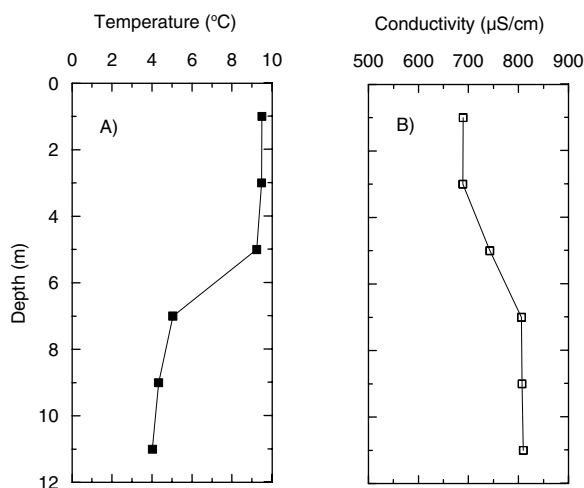 Temperature (°C)
0 2 4 6 8 10
0
2
4
6
8
10
12
Depth (m)
A)
Conductivity (µS/cm)
500 600 700 800 900
B)